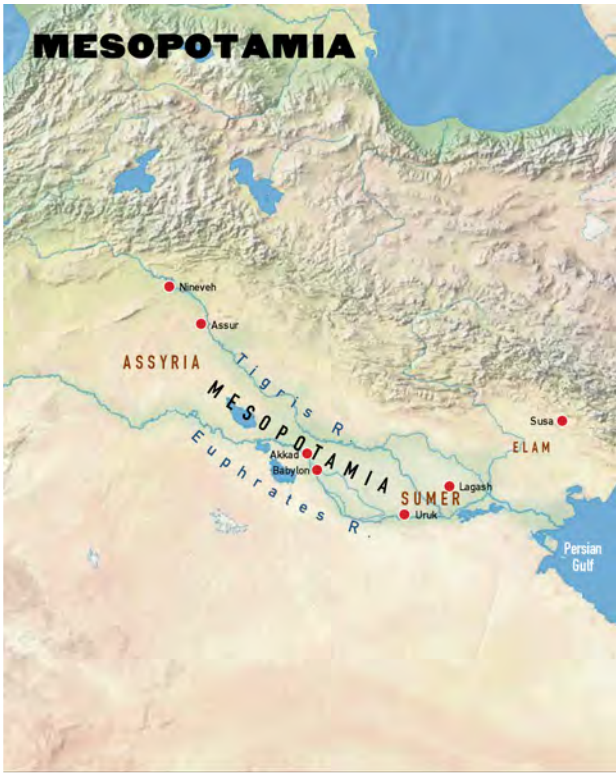 MESOPOTAMIA
Nineveh
Assur
ASSYRIA
Tigris R.
MESOPOTAMIA
Euphrates R.
Akkad
Babylon
Susa
ELAM
Lagash
SUMER
Uruk
Persian
Gulf